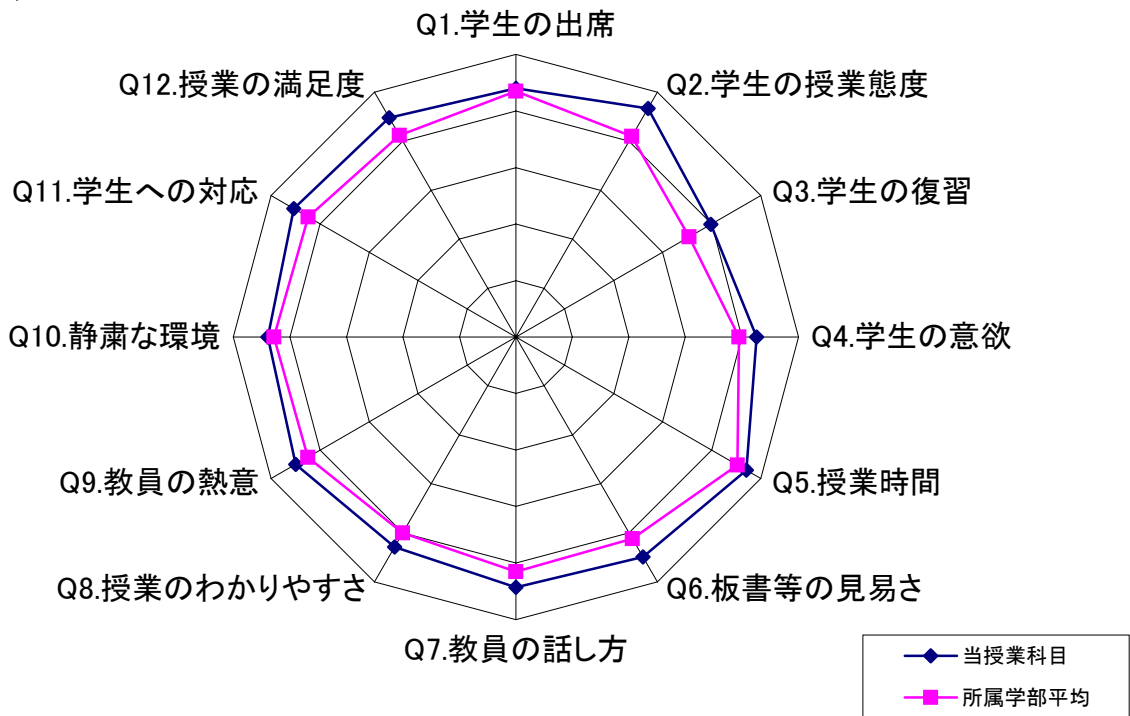 Q1.学生の出席
Q2.学生の授業態度
Q3.学生の復習
Q4.学生の意欲
Q5.授業時間
Q6.板書等の見易さ
Q7.教員の話し方
Q8.授業のわかりやすさ
Q9.教員の熱意
Q10.静粛な環境
Q11.学生への対応
Q12.授業の満足度
当授業科目
所属学部平均